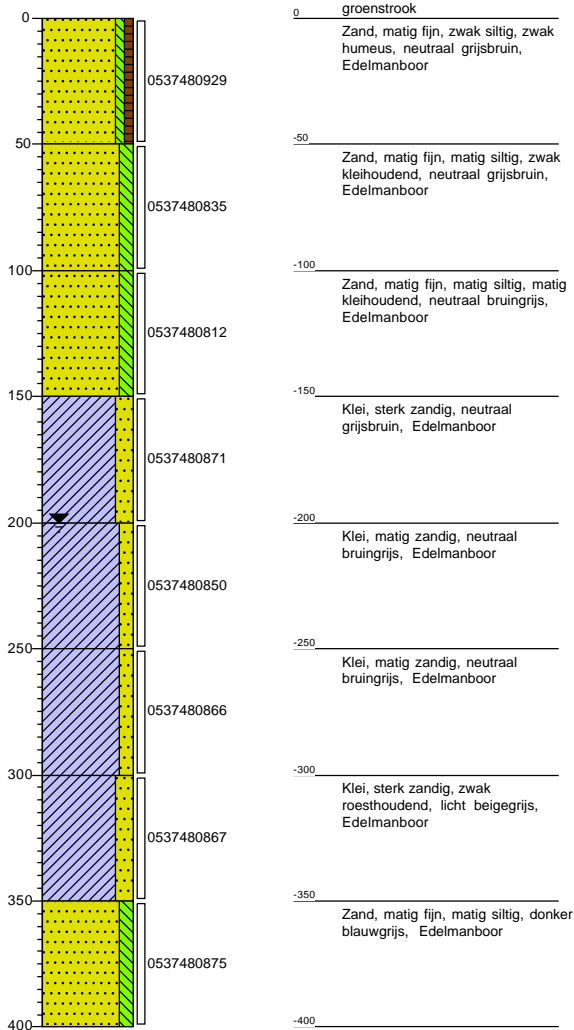 groenstrook
0
0
Zand, matig fijn, zwak siltig, zwak
humeus, neutraal grijsbruin,
Edelmanboor
0537480929
50
-50
Zand, matig fijn, matig siltig, zwak
kleihoudend, neutraal grijsbruin,
Edelmanboor
0537480835
100
-100
Zand, matig fijn, matig siltig, matig
kleihoudend, neutraal bruingrijs,
Edelmanboor
0537480812
150
-150
Klei, sterk zandig, neutraal
grijsbruin, Edelmanboor
0537480871
200
-200
Klei, matig zandig, neutraal
bruingrijs, Edelmanboor
0537480850
250
-250
Klei, matig zandig, neutraal
bruingrijs, Edelmanboor
0537480866
300
-300
Klei, sterk zandig, zwak
roesthoudend, licht beigegrijs,
Edelmanboor
0537480867
350
-350
Zand, matig fijn, matig siltig, donker
blauwgrijs, Edelmanboor
0537480875
400
-400